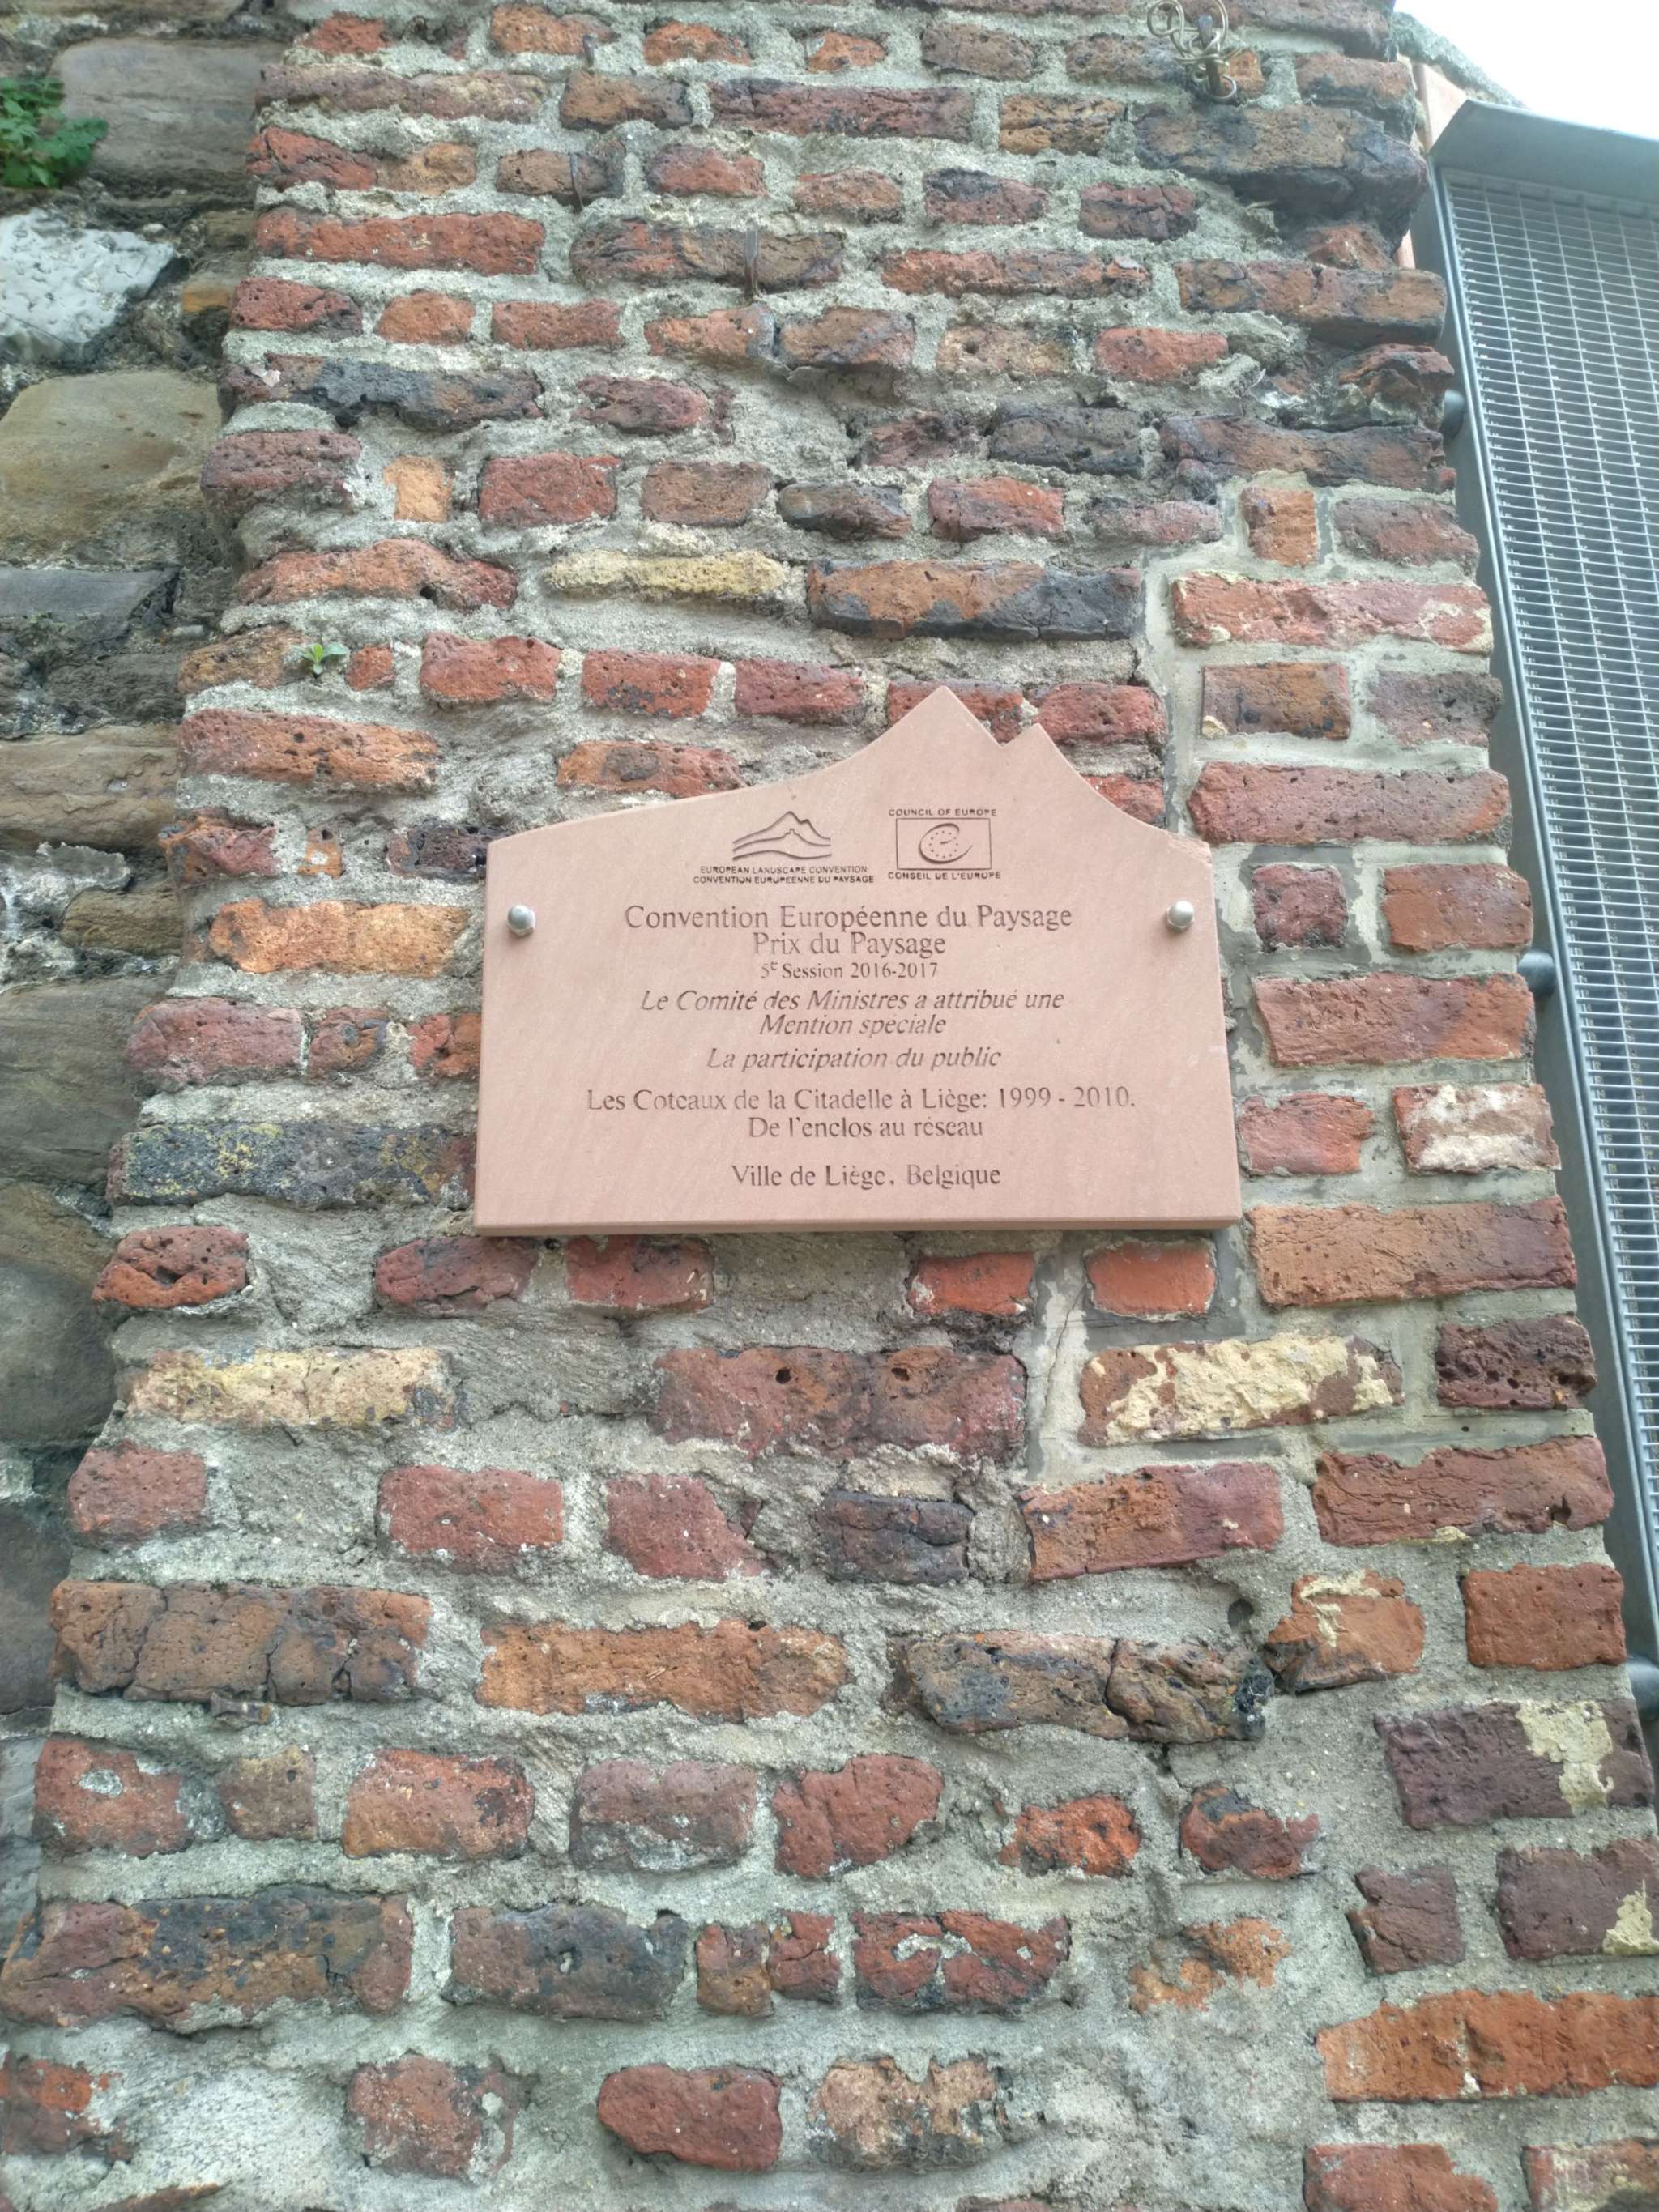 EUROPEAN LANDSCAPE CONVENTION
CONVENTION EUROPEENNE DU PAYSAGE
COUNCIL OF EUROPE
CONSEIL DE L'EUROPE
Convention Européenne du Paysage
Prix du Paysage
5e Session 2016-2017
Le Comité des Ministres a attribué une
Mention spéciale
La participation du public
Les Coteaux de la Citadelle à Liège: 1999 - 2010.
De l'enclos au réseau
Ville de Liège, Belgique